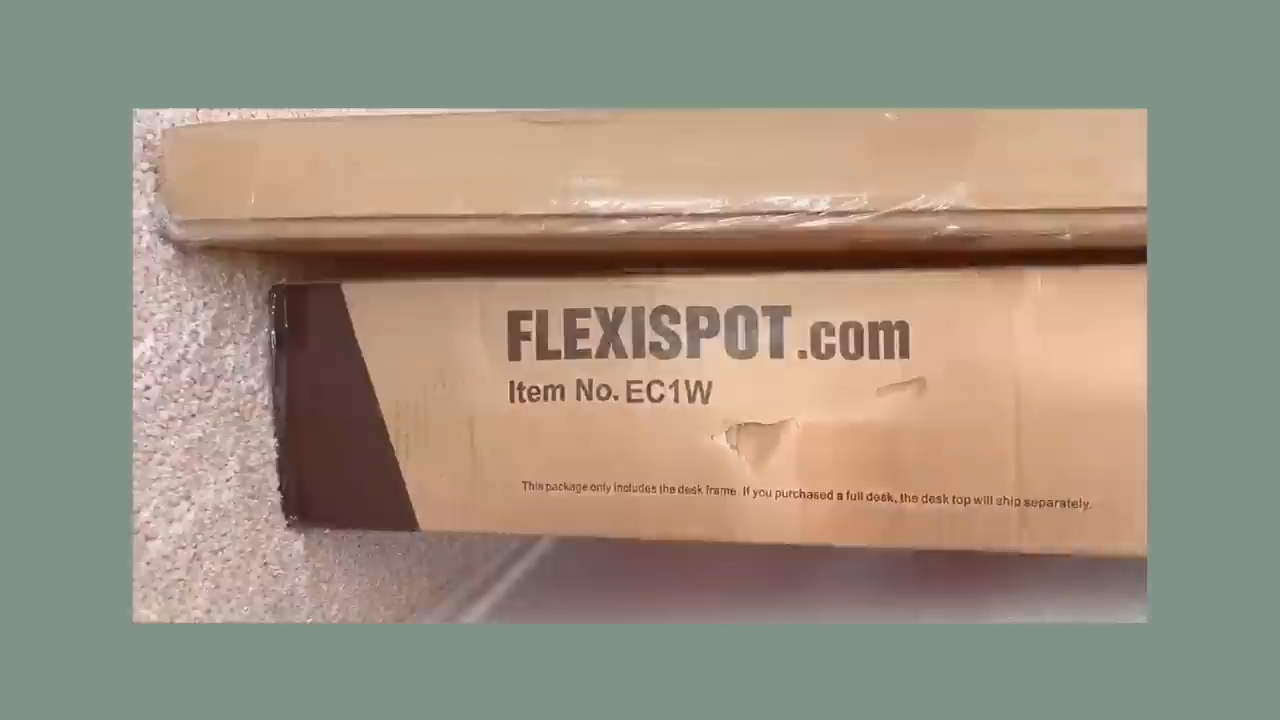 FLEXISPOT.com
Item No. EC1W
This package only includes the desk frame. If you purchased a full desk, the desk top will ship separately.